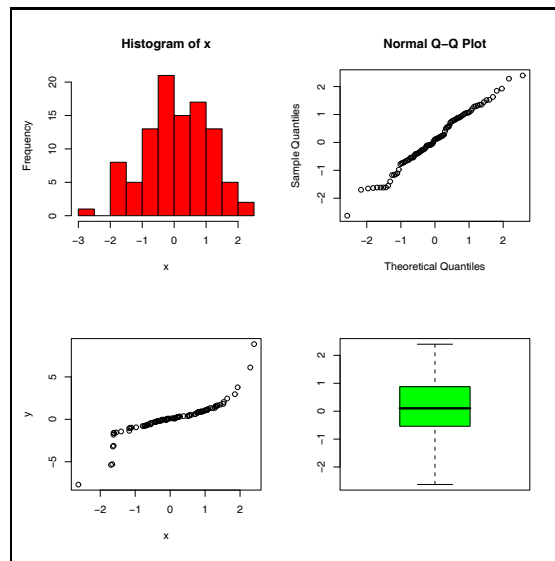 Histogram of x
Frequency
20
15
10
5
0
-3 -2 -1 0 1 2
x
Normal Q-Q Plot
Sample Quantiles
2
1
0
-1
-2
-2 -1 0 1 2
Theoretical Quantiles
y
5
0
-5
-2 -1 0 1 2
x
2
1
0
-1
-2